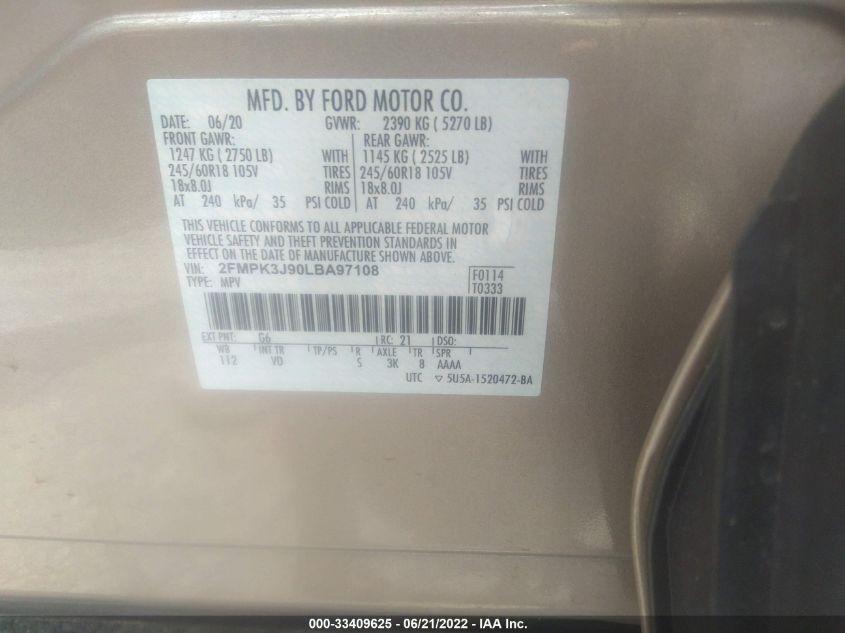 MFD. BY FORD MOTOR CO.
DATE: 06/20 GVWR: 2390 KG ( 5270 LB)
FRONT GAWR: REAR GAWR:
1247 KG ( 2750 LB) WITH 1145 KG ( 2525 LB) WITH
245/60R18 105V TIRES 245/60R18 105V TIRES
18x8.0J RIMS 18x8.0J RIMS
AT 240 kPa/ 35 PSI COLD AT 240 kPa/ 35 PSI COLD
THIS VEHICLE CONFORMS TO ALL APPLICABLE FEDERAL MOTOR
VEHICLE SAFETY AND THEFT PREVENTION STANDARDS IN
EFFECT ON THE DATE OF MANUFACTURE SHOWN ABOVE.
VIN: 2FMPK3J90LBA97108 F0114
TYPE: MPV T0333
EXT PNT: G6 RC: 21 DSO:
WB INT TR TP/PS R AXLE TR SPR
112 VD S 3K 8 AAAA
UTC ▽ 5U5A-1520472-BA
000-33409625 - 06/21/2022 - IAA Inc.